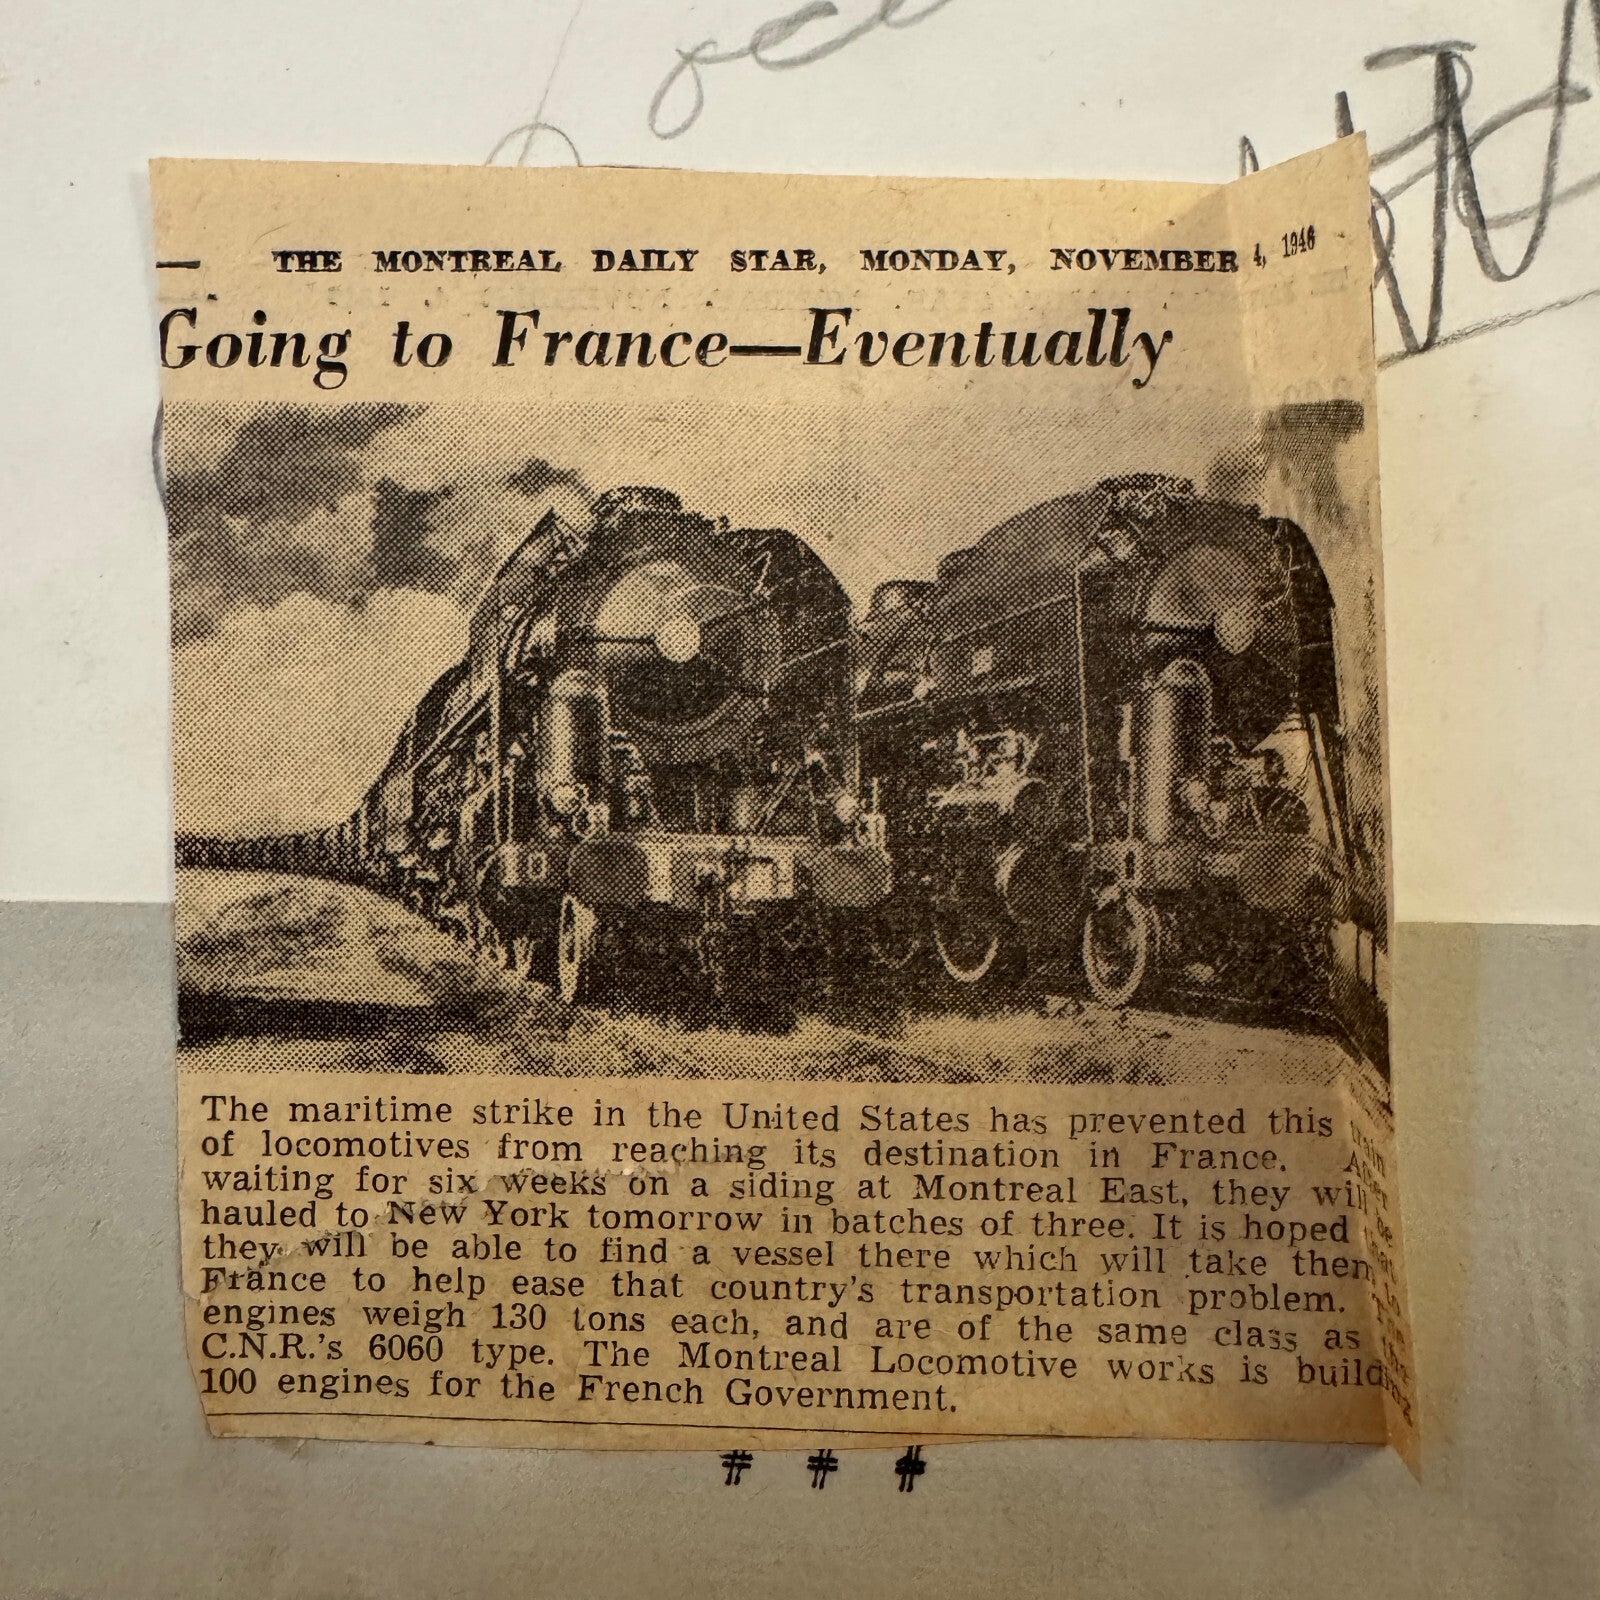 THE MONTREAL DAILY STAR, MONDAY, NOVEMBER 4, 1946
Going to France—Eventually
The maritime strike in the United States has prevented this train
of locomotives from reaching its destination in France. After
waiting for six weeks on a siding at Montreal East, they will be
hauled to New York tomorrow in batches of three. It is hoped
they will be able to find a vessel there which will take them
France to help ease that country's transportation problem.
engines weigh 130 tons each, and are of the same class as
C.N.R.'s 6060 type. The Montreal Locomotive works is build
100 engines for the French Government.
# # #